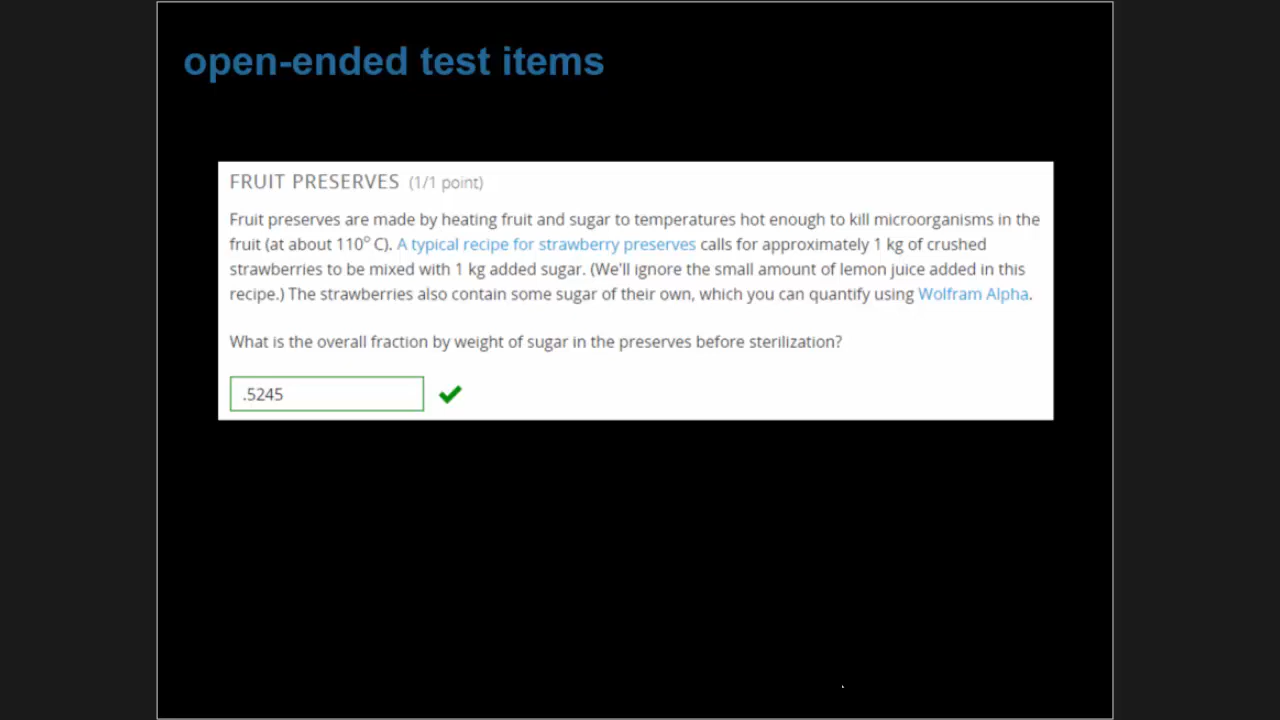 open-ended test items
FRUIT PRESERVES (1/1 point)
Fruit preserves are made by heating fruit and sugar to temperatures hot enough to kill microorganisms in the
fruit (at about 110° C). A typical recipe for strawberry preserves calls for approximately 1 kg of crushed
strawberries to be mixed with 1 kg added sugar. (We'll ignore the small amount of lemon juice added in this
recipe.) The strawberries also contain some sugar of their own, which you can quantify using Wolfram Alpha.
What is the overall fraction by weight of sugar in the preserves before sterilization?
.5245